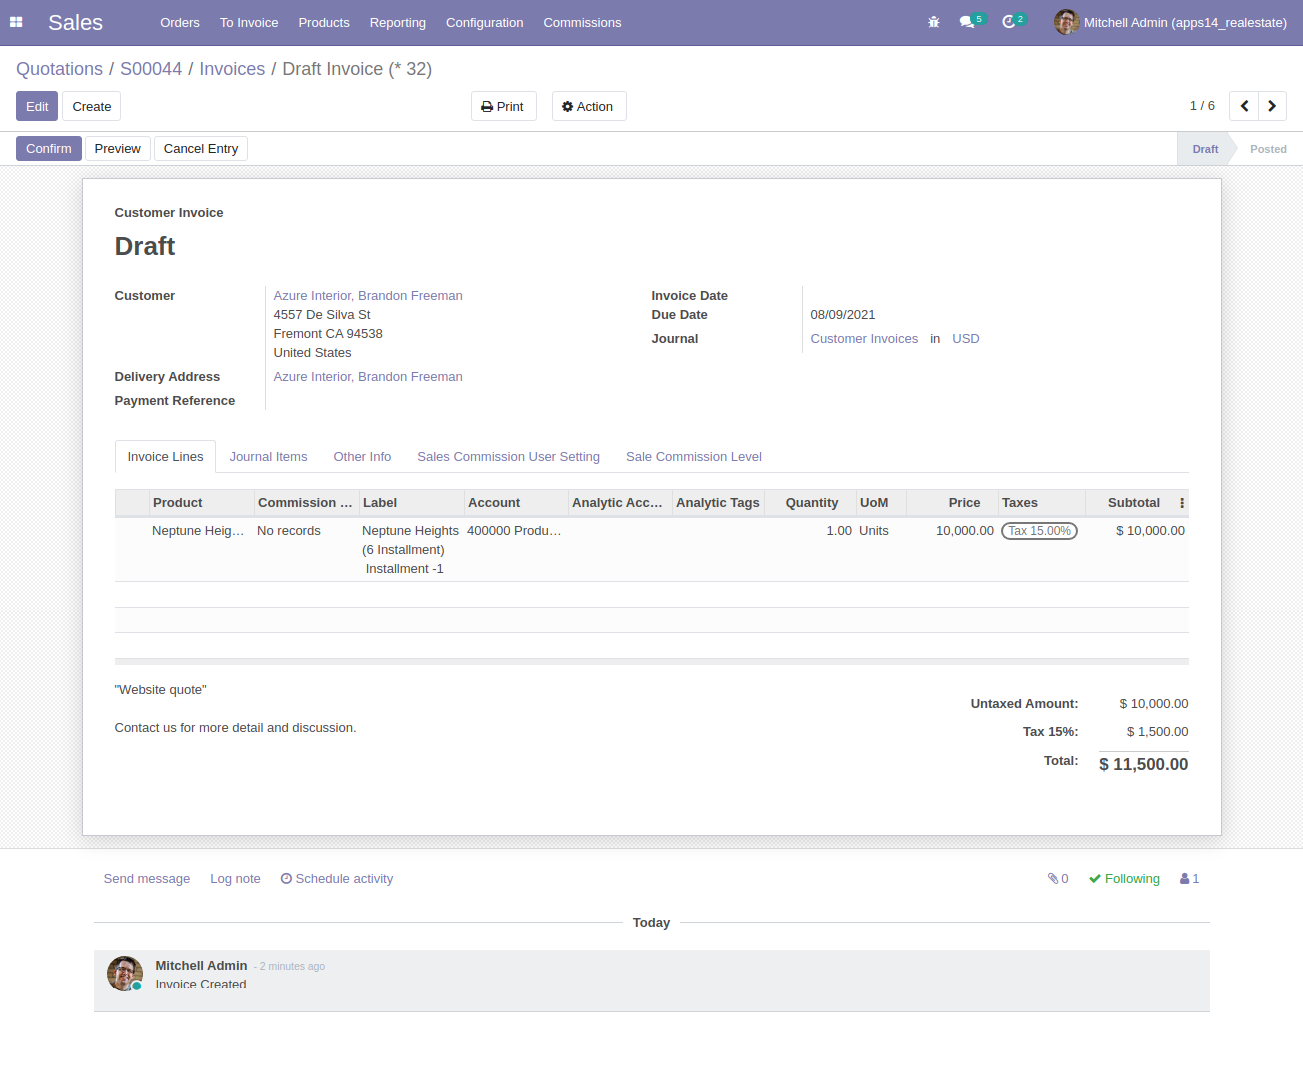 Sales Orders To Invoice Products Reporting Configuration Commissions 5 2 Mitchell Admin (apps14_realestate)
Quotations / S00044 / Invoices / Draft Invoice (* 32)
Edit Create Print Action 1 / 6
Confirm Preview Cancel Entry Draft Posted
Customer Invoice
Draft
Customer Azure Interior, Brandon Freeman Invoice Date
4557 De Silva St Due Date 08/09/2021
Fremont CA 94538 Journal Customer Invoices in USD
United States
Delivery Address Azure Interior, Brandon Freeman
Payment Reference
Invoice Lines Journal Items Other Info Sales Commission User Setting Sale Commission Level
Product Commission ... Label Account Analytic Acc... Analytic Tags Quantity UoM Price Taxes Subtotal
Neptune Heig... No records Neptune Heights 400000 Produ... 1.00 Units 10,000.00 Tax 15.00% $ 10,000.00
(6 Installment)
Installment -1
"Website quote"
Untaxed Amount: $ 10,000.00
Contact us for more detail and discussion.
Tax 15%: $ 1,500.00
Total: $ 11,500.00
Send message Log note Schedule activity 0 Following 1
Today
Mitchell Admin - 2 minutes ago
Invoice Created